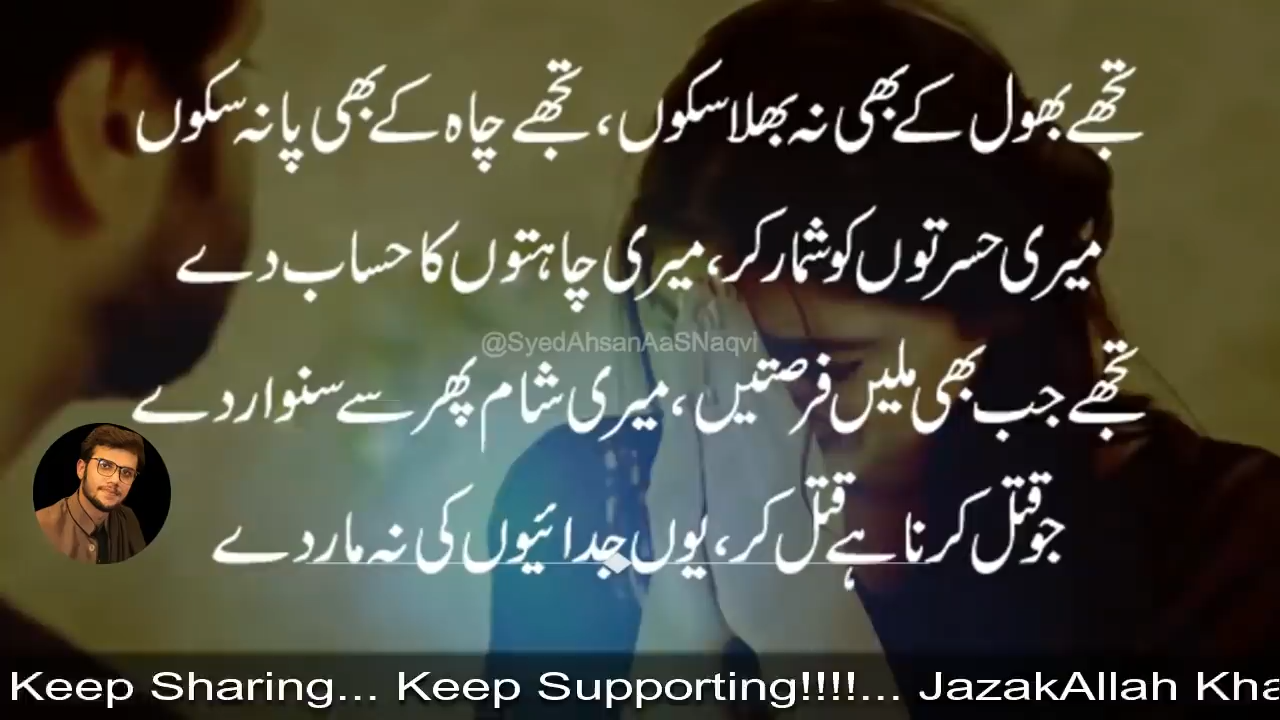 تجھے بھول کے بھی نہ بھلا سکوں، تجھے چاہ کے بھی پا نہ سکوں
میری حسرتوں کو شمار کر، میری چاہتوں کا حساب دے
@SyedAhsanAaSNaqvI
تجھے جب بھی ملیں فرصتیں، میری شام پھر سے سنوار دے
جو قتل کرنا ہے قتل کر، یوں جدائیوں کی نہ مار دے
Keep Sharing... Keep Supporting!!!!... JazakAllah Kha